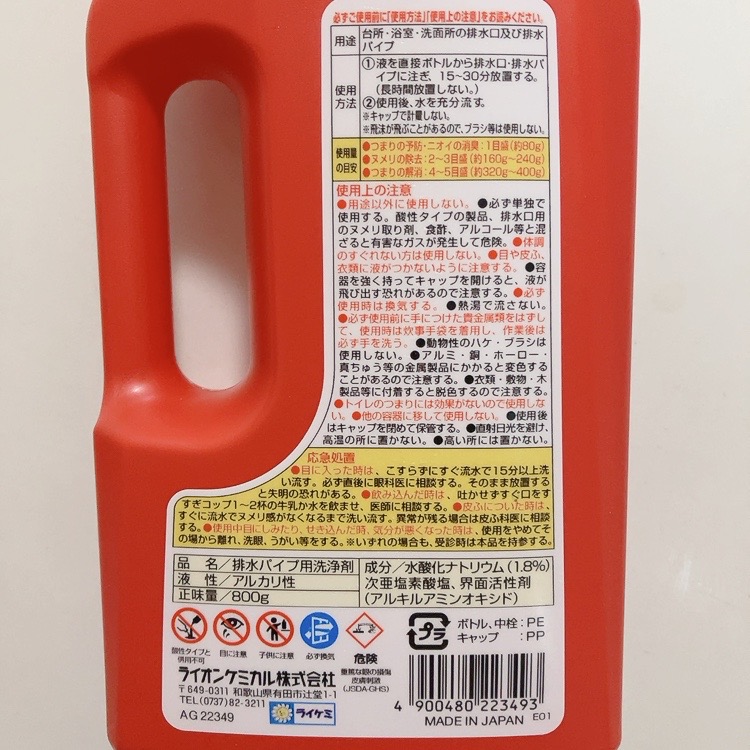 必ずご使用前に「使用方法」「使用上の注意」をお読みください。
用途 台所・浴室・洗面所の排水口及び排水パイプ
使用方法
①液を直接ボトルから排水口・排水パイプに注ぎ、15〜30分放置する。
(長時間放置しない。)
②使用後、水を充分流す。
※キャップで計量しない。
※飛沫が飛ぶことがあるので、ブラシ等は使用しない。
使用量の目安
●つまりの予防・ニオイの消臭:1目盛(約80g)
●ヌメリの除去:2〜3目盛(約160g〜240g)
●つまりの解消:4〜5目盛(約320g〜400g)
使用上の注意
●用途以外に使用しない。●必ず単独で
使用する。酸性タイプの製品、排水口用
のヌメリ取り剤、食酢、アルコール等と混
ざると有害なガスが発生して危険。●体調
のすぐれない方は使用しない。●目や皮ふ、
衣類に液がつかないように注意する。●容
器を強く持ってキャップを開けると、液が
飛び出す恐れがあるので注意する。●必ず
使用時は換気する。●熱湯で流さない。
●必ず使用前に手につけた貴金属類をはずし
て、使用時は炊事手袋を着用し、作業後は
必ず手を洗う。●動物性のハケ・ブラシは
使用しない。●アルミ・銅・ホーロー・
真ちゅう等の金属製品にかかると変色する
ことがあるので注意する。●衣類・敷物・木
製品等に付着すると脱色するので注意する。
●トイレのつまりには効果がないので使用しな
い。●他の容器に移して使用しない。●使用後
はキャップを閉めて保管する。●直射日光を避け、
高温の所に置かない。●高い所には置かない。
応急処置
●目に入った時は、こすらずにすぐ流水で15分以上洗
い流す。必ず直後に眼科医に相談する。そのまま放置する
と失明の恐れがある。●飲み込んだ時は、吐かせずすぐ口をす
すぎコップ1〜2杯の牛乳か水を飲ませ、医師に相談する。●皮ふについた時は、
すぐに流水でヌメリ感がなくなるまで洗い流す。異常が残る場合は皮ふ科医に相談
する。●使用中目にしみたり、せき込んだ時、気分が悪くなった時は、使用をやめてそ
の場から離れ、洗眼、うがい等をする。※いずれの場合も、受診時は本品を持参する。
品 名/排水パイプ用洗浄剤
液 性/アルカリ性
正味量/800g
成分/水酸化ナトリウム(1.8%)
次亜塩素酸塩、界面活性剤
(アルキルアミンオキシド)
酸性タイプと併用不可
目に注意
子供に注意
必ず換気
危険
重篤な眼の損傷
皮膚刺激
(JSDA-GHS)
プラ
ボトル、中栓:PE
キャップ :PP
ライオンケミカル株式会社
〒649-0311 和歌山県有田市辻堂1-1
TEL(0737)82-3211
AG 22349
ライケミ
4 900480 223493
MADE IN JAPAN E01